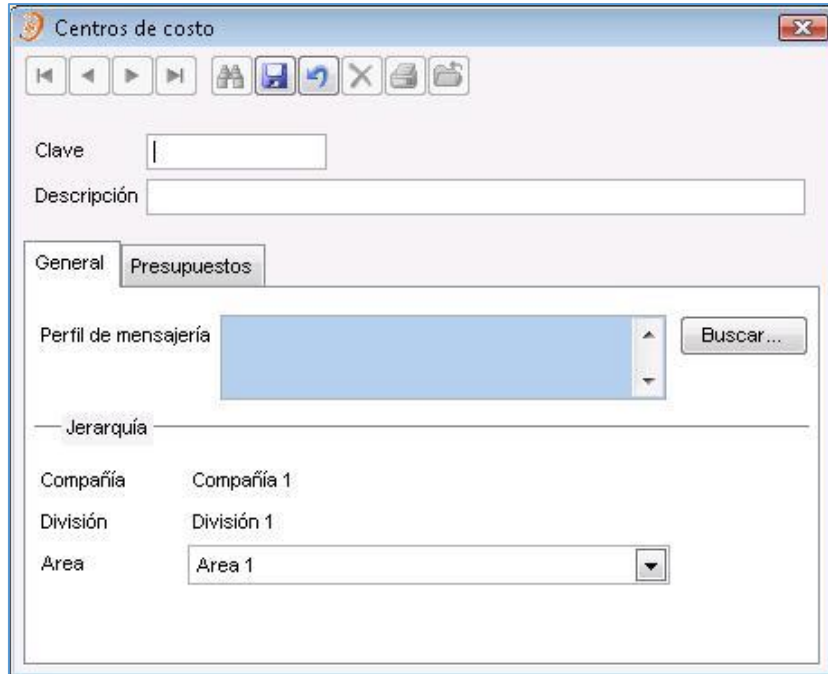 Centros de costo
Clave
Descripción
General Presupuestos
Perfil de mensajería Buscar...
Jerarquía
Compañía Compañía 1
División División 1
Area Area 1